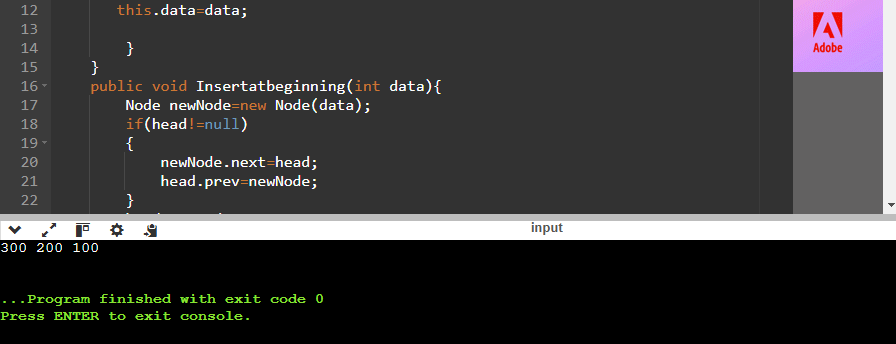 12 this.data=data;
13
14 }
15 }
16 public void Insertatbeginning(int data){
17 Node newNode=new Node(data);
18 if(head!=null)
19 {
20 newNode.next=head;
21 head.prev=newNode;
22 }
Adobe
input
300 200 100
...Program finished with exit code 0
Press ENTER to exit console.